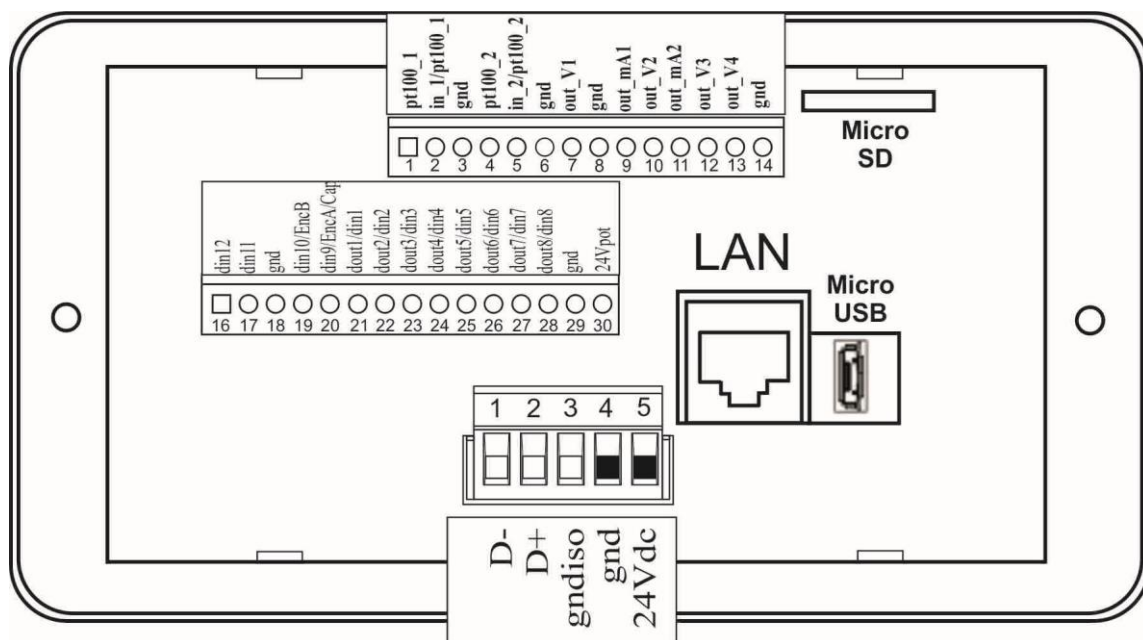 pt100_1
in_1/pt100_1
gnd
pt100_2
in_2/pt100_2
gnd
out_V1
gnd
out_mA1
out_V2
out_mA2
out_V3
out_V4
gnd
1 2 3 4 5 6 7 8 9 10 11 12 13 14
Micro
SD
din12
din11
gnd
din10/EncB
din9/EncA/Cap
dout1/din1
dout2/din2
dout3/din3
dout4/din4
dout5/din5
dout6/din6
dout7/din7
dout8/din8
gnd
24Vpot
16 17 18 19 20 21 22 23 24 25 26 27 28 29 30
LAN
Micro
USB
1 2 3 4 5
D-
D+
gndiso
gnd
24Vdc